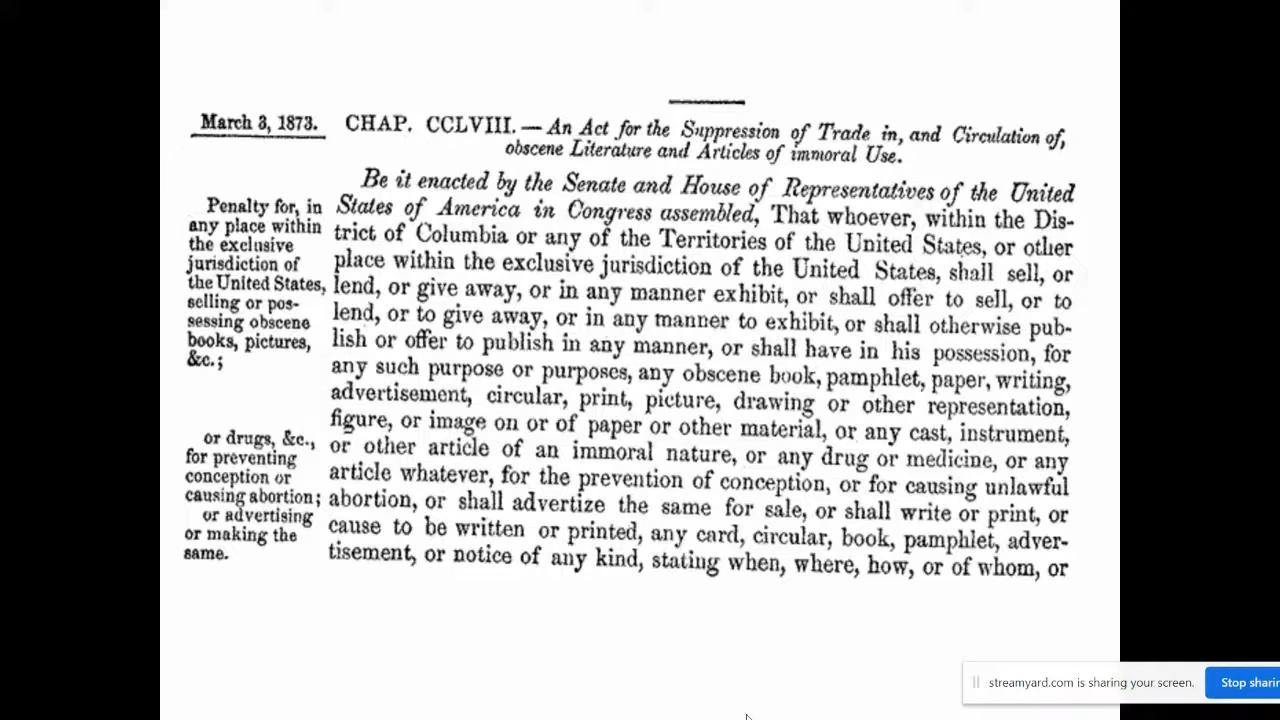 March 3, 1873.
CHAP. CCLVIII. — An Act for the Suppression of Trade in, and Circulation of,
obscene Literature and Articles of immoral Use.
Be it enacted by the Senate and House of Representatives of the United
States of America in Congress assembled, That whoever, within the Dis-
trict of Columbia or any of the Territories of the United States, or other
place within the exclusive jurisdiction of the United States, shall sell, or
lend, or give away, or in any manner exhibit, or shall offer to sell, or to
lend, or to give away, or in any manner to exhibit, or shall otherwise pub-
lish or offer to publish in any manner, or shall have in his possession, for
any such purpose or purposes, any obscene book, pamphlet, paper, writing,
advertisement, circular, print, picture, drawing or other representation,
figure, or image on or of paper or other material, or any cast, instrument,
or other article of an immoral nature, or any drug or medicine, or any
article whatever, for the prevention of conception, or for causing unlawful
abortion, or shall advertize the same for sale, or shall write or print, or
cause to be written or printed, any card, circular, book, pamphlet, adver-
tisement, or notice of any kind, stating when, where, how, or of whom, or
Penalty for, in
any place within
the exclusive
jurisdiction of
the United States,
selling or pos-
sessing obscene
books, pictures,
&c.;
or drugs, &c.,
for preventing
conception or
causing abortion;
or advertising
or making the
same.
streamyard.com is sharing your screen.
Stop sharin